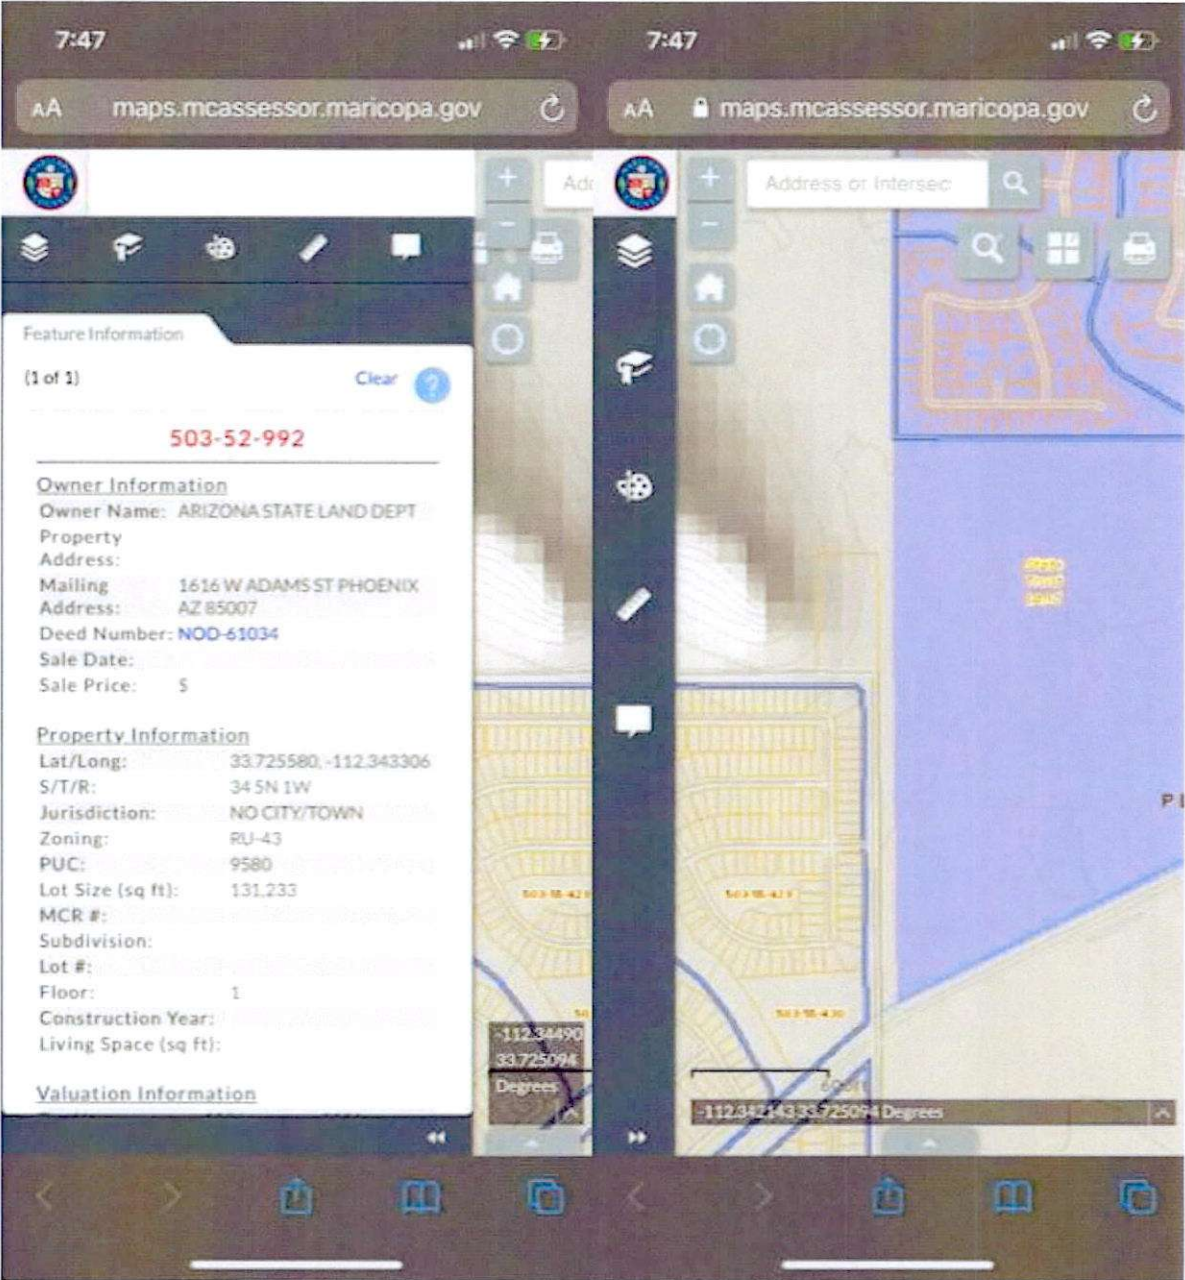 7:47
AA maps.mcassessor.maricopa.gov
Feature Information
(1 of 1) Clear ?
503-52-992
Owner Information
Owner Name: ARIZONA STATE LAND DEPT
Property
Address:
Mailing 1616 W ADAMS ST PHOENIX
Address: AZ 85007
Deed Number: NOD-61034
Sale Date:
Sale Price: $
Property Information
Lat/Long: 33.725580, -112.343306
S/T/R: 34 5N 1W
Jurisdiction: NO CITY/TOWN
Zoning: RU-43
PUC: 9580
Lot Size (sq ft): 131,233
MCR #:
Subdivision:
Lot #:
Floor: 1
Construction Year:
Living Space (sq ft):
Valuation Information
-112.34490
33.725094
Degrees
7:47
AA maps.mcassessor.maricopa.gov
Address or Intersec
600ft
-112.342143 33.725094 Degrees